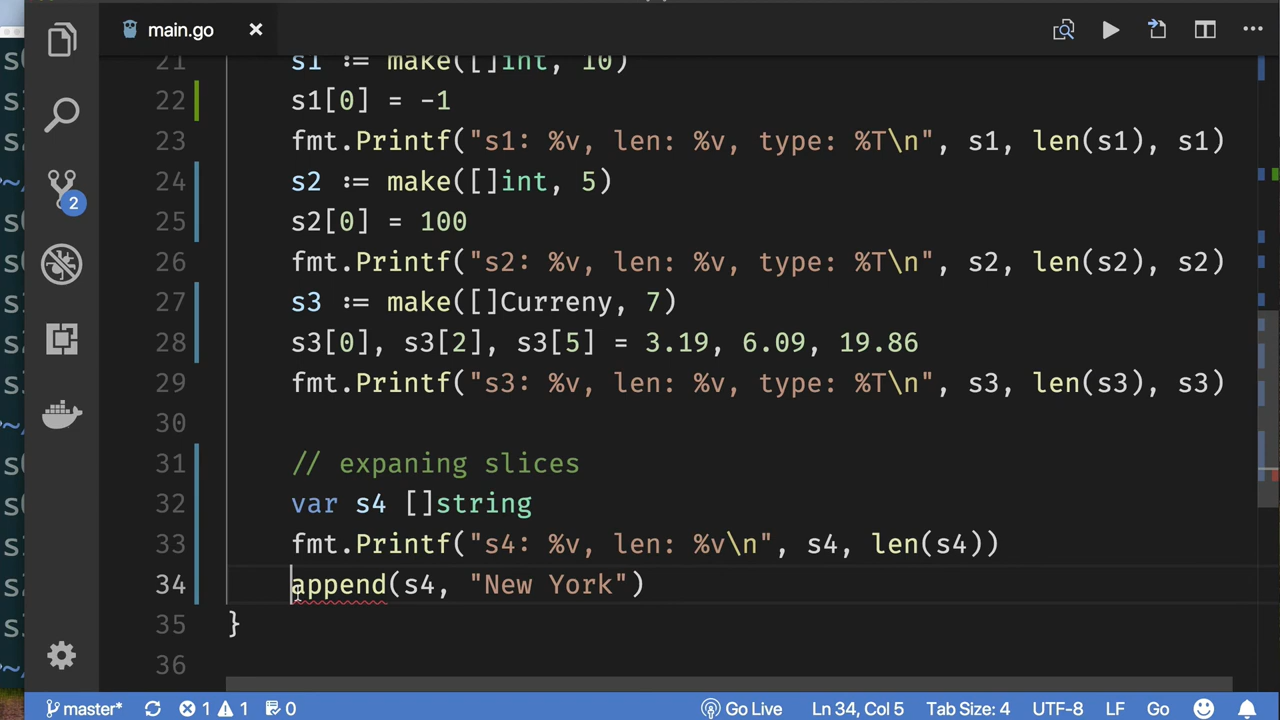 main.go
21 s1 := make([]int, 10)
22 s1[0] = -1
23 fmt.Printf("s1: %v, len: %v, type: %T\n", s1, len(s1), s1)
24 s2 := make([]int, 5)
25 s2[0] = 100
26 fmt.Printf("s2: %v, len: %v, type: %T\n", s2, len(s2), s2)
27 s3 := make([]Curreny, 7)
28 s3[0], s3[2], s3[5] = 3.19, 6.09, 19.86
29 fmt.Printf("s3: %v, len: %v, type: %T\n", s3, len(s3), s3)
30
31 // expaning slices
32 var s4 []string
33 fmt.Printf("s4: %v, len: %v\n", s4, len(s4))
34 append(s4, "New York")
35 }
36
2
master* 1 1 0 Go Live Ln 34, Col 5 Tab Size: 4 UTF-8 LF Go